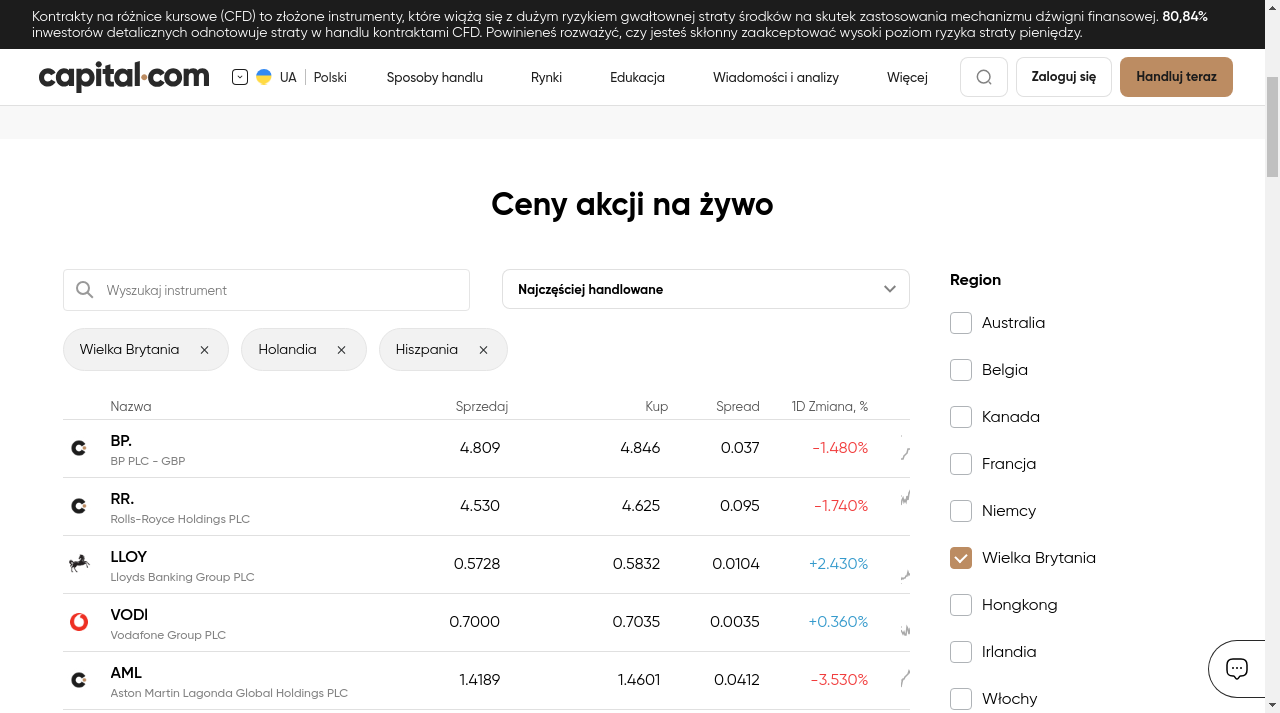 Kontrakty na różnice kursowe (CFD) to złożone instrumenty, które wiążą się z dużym ryzykiem gwałtownej straty środków na skutek zastosowania mechanizmu dźwigni finansowej. 80,84%
inwestorów detalicznych odnotowuje straty w handlu kontraktami CFD. Powinieneś rozważyć, czy jesteś skłonny zaakceptować wysoki poziom ryzyka straty pieniędzy.
capital.com UA Polski Sposoby handlu Rynki Edukacja Wiadomości i analizy Więcej Zaloguj się Handluj teraz
Ceny akcji na żywo
Wyszukaj instrument
Najczęściej handlowane
Wielka Brytania
Holandia
Hiszpania
Nazwa Sprzedaj Kup Spread 1D Zmiana, %
BP. 4.809 4.846 0.037 -1.480%
BP PLC - GBP
RR. 4.530 4.625 0.095 -1.740%
Rolls-Royce Holdings PLC
LLOY 0.5728 0.5832 0.0104 +2.430%
Lloyds Banking Group PLC
VODl 0.7000 0.7035 0.0035 +0.360%
Vodafone Group PLC
AML 1.4189 1.4601 0.0412 -3.530%
Aston Martin Lagonda Global Holdings PLC
Region
Australia
Belgia
Kanada
Francja
Niemcy
Wielka Brytania
Hongkong
Irlandia
Włochy